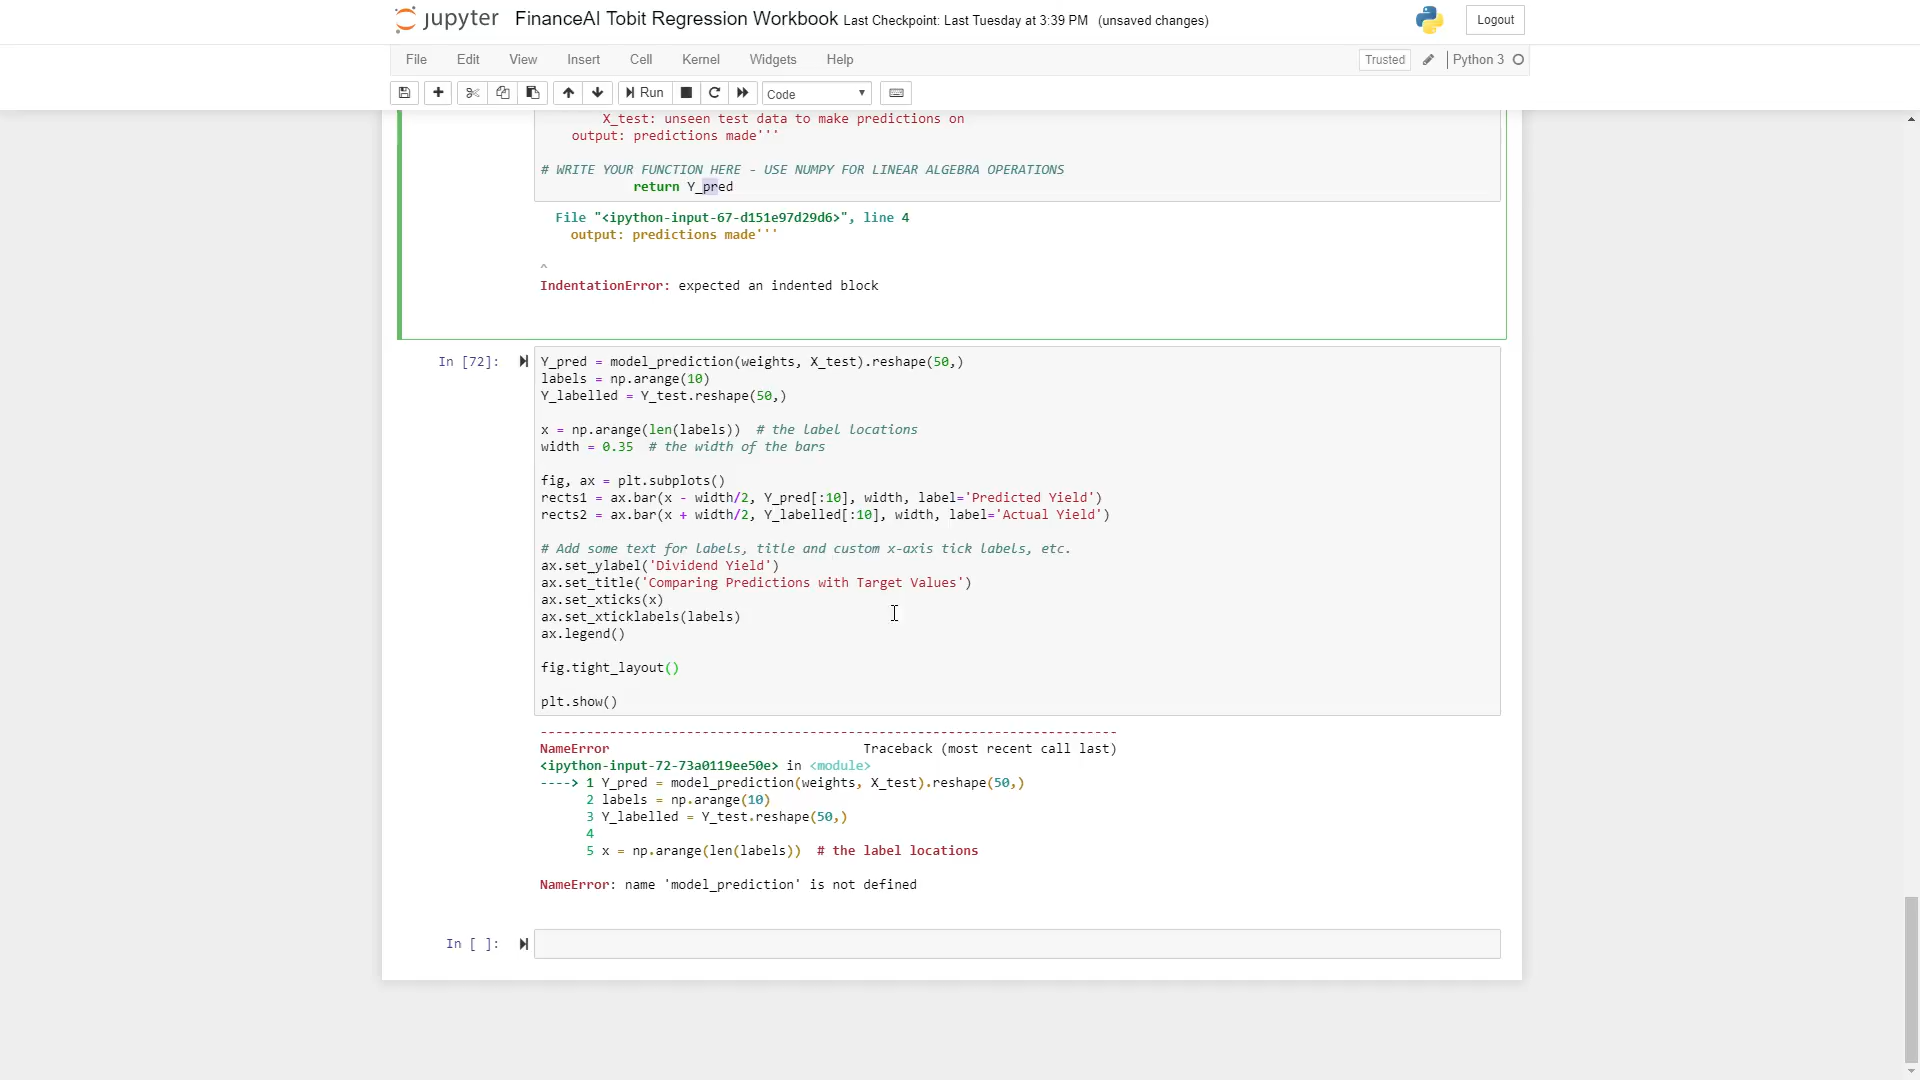 jupyter FinanceAI Tobit Regression Workbook Last Checkpoint: Last Tuesday at 3:39 PM (unsaved changes) Logout
File Edit View Insert Cell Kernel Widgets Help Trusted Python 3
Run Code
X_test: unseen test data to make predictions on
output: predictions made'''
# WRITE YOUR FUNCTION HERE - USE NUMPY FOR LINEAR ALGEBRA OPERATIONS
return Y_pred
File "<ipython-input-67-d151e97d29d6>", line 4
output: predictions made'''
^
IndentationError: expected an indented block
In [72]: Y_pred = model_prediction(weights, X_test).reshape(50,)
labels = np.arange(10)
Y_labelled = Y_test.reshape(50,)
x = np.arange(len(labels))  # the label locations
width = 0.35  # the width of the bars
fig, ax = plt.subplots()
rects1 = ax.bar(x - width/2, Y_pred[:10], width, label='Predicted Yield')
rects2 = ax.bar(x + width/2, Y_labelled[:10], width, label='Actual Yield')
# Add some text for labels, title and custom x-axis tick labels, etc.
ax.set_ylabel('Dividend Yield')
ax.set_title('Comparing Predictions with Target Values')
ax.set_xticks(x)
ax.set_xticklabels(labels)
ax.legend()
fig.tight_layout()
plt.show()
---------------------------------------------------------------------------
NameError Traceback (most recent call last)
<ipython-input-72-73a0119ee50e> in <module>
----> 1 Y_pred = model_prediction(weights, X_test).reshape(50,)
2 labels = np.arange(10)
3 Y_labelled = Y_test.reshape(50,)
4
5 x = np.arange(len(labels))  # the label locations
NameError: name 'model_prediction' is not defined
In [ ]: